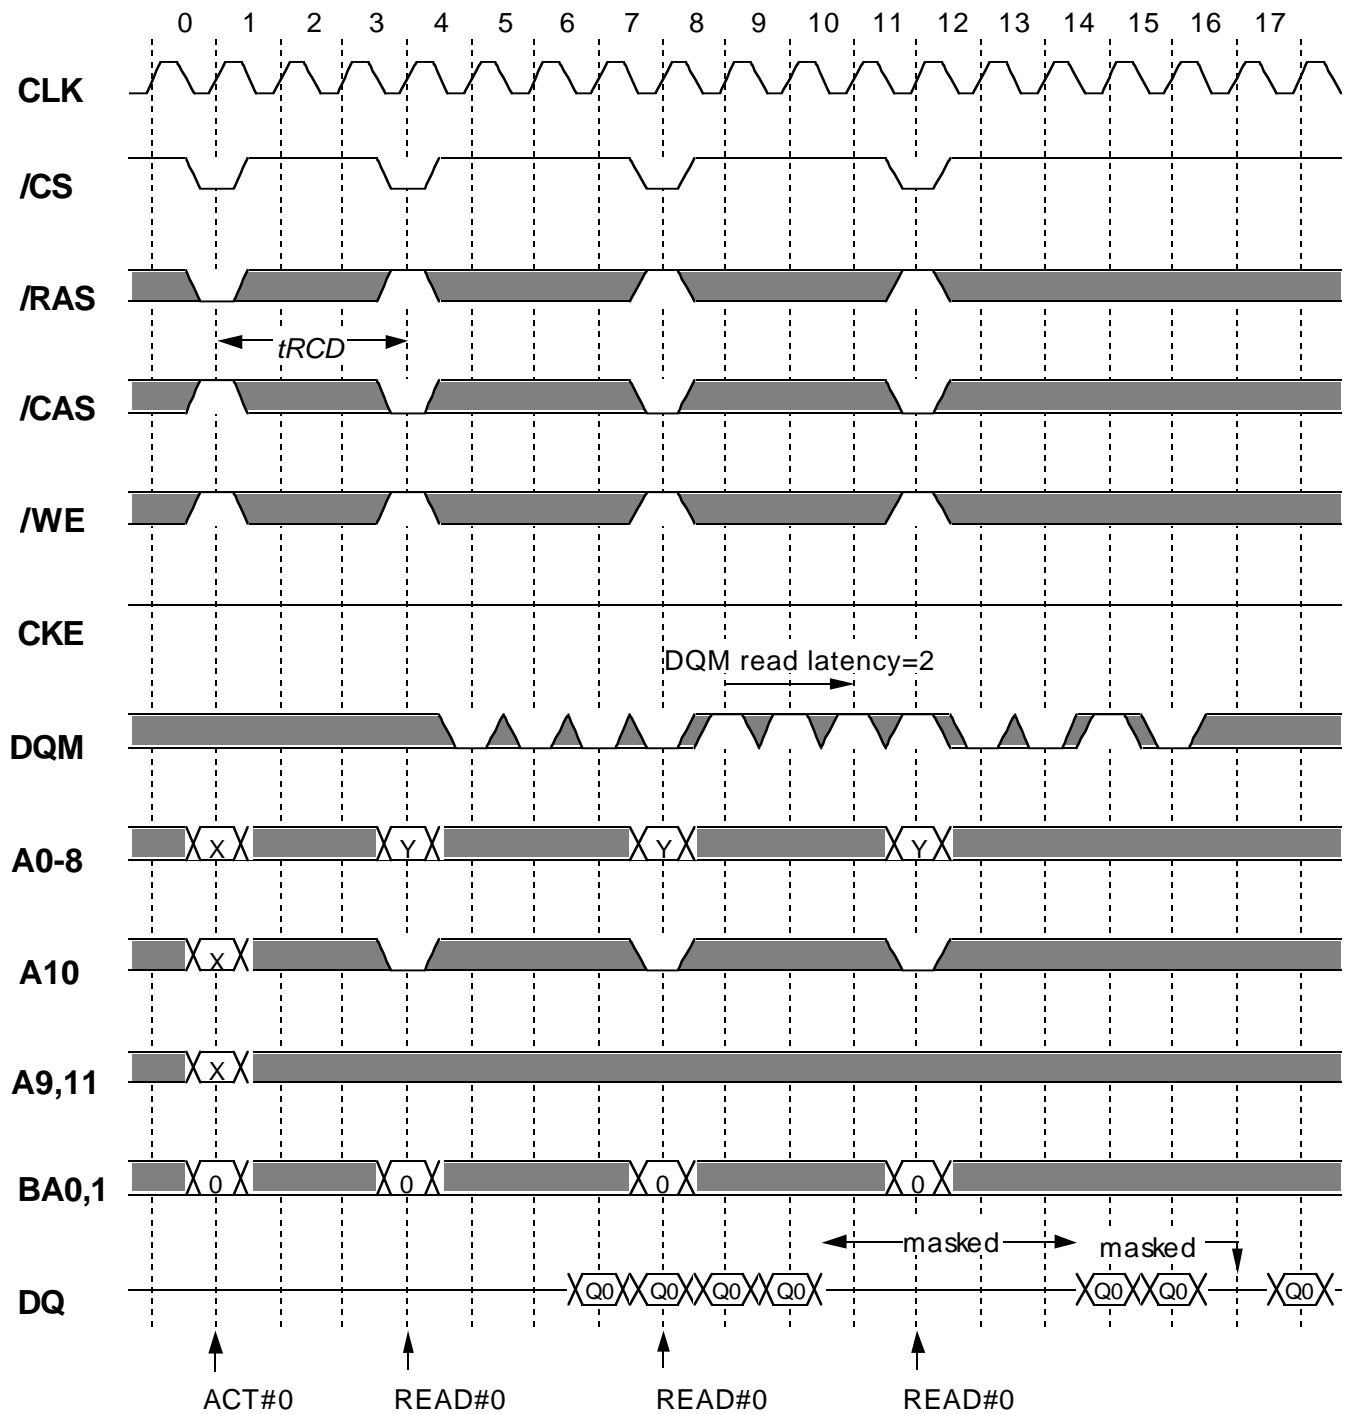 0 1 2 3 4 5 6 7 8 9 10 11 12 13 14 15 16 17
CLK
/CS
/RAS
tRCD
/CAS
/WE
CKE
DQM read latency=2
DQM
A0-8 X Y Y Y
A10 X
A9,11 X
BA0,1 0 0 0 0
masked masked
DQ Q0 Q0 Q0 Q0 Q0 Q0 Q0
ACT#0 READ#0 READ#0 READ#0